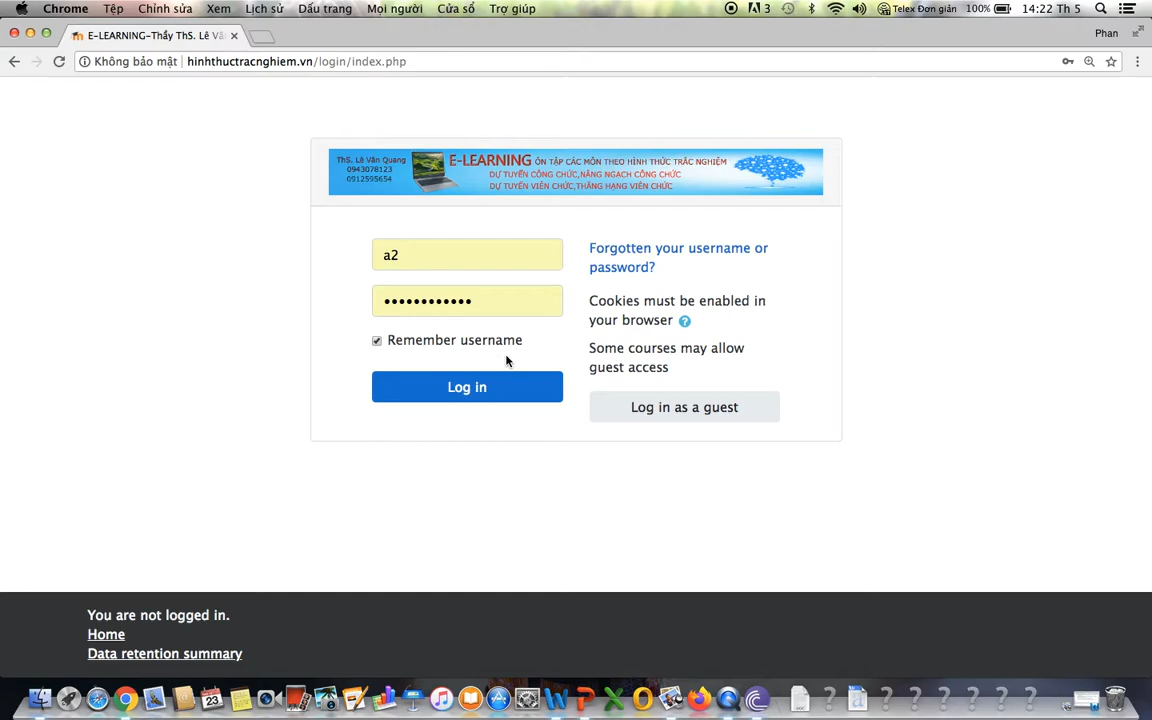 Chrome Tệp Chỉnh sửa Xem Lịch sử Dấu trang Mọi người Cửa sổ Trợ giúp 3 Telex Đơn giản 100% 14:22 Th 5
E-LEARNING-Thầy ThS. Lê Vă
Phan
Không bảo mật hinhthuctracnghiem.vn/login/index.php
ThS. Lê Văn Quang
0943078123
0912595654
E-LEARNING ÔN TẬP CÁC MÔN THEO HÌNH THỨC TRẮC NGHIỆM
DỰ TUYỂN CÔNG CHỨC,NÂNG NGẠCH CÔNG CHỨC
DỰ TUYỂN VIÊN CHỨC,THĂNG HẠNG VIÊN CHỨC
a2
Remember username
Log in
Forgotten your username or
password?
Cookies must be enabled in
your browser
Some courses may allow
guest access
Log in as a guest
You are not logged in.
Home
Data retention summary
23